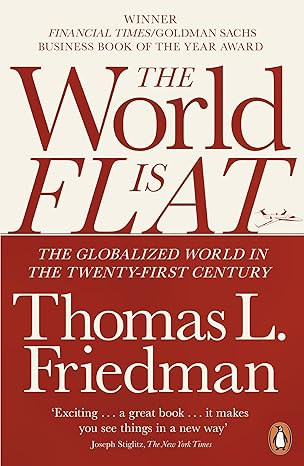 WINNER
FINANCIAL TIMES/GOLDMAN SACHS
BUSINESS BOOK OF THE YEAR AWARD
THE
World
IS
FLAT
THE GLOBALIZED WORLD IN
THE TWENTY-FIRST CENTURY
Thomas L.
Friedman
‘Exciting . . . a great book . . . it makes
you see things in a new way’
Joseph Stiglitz, The New York Times